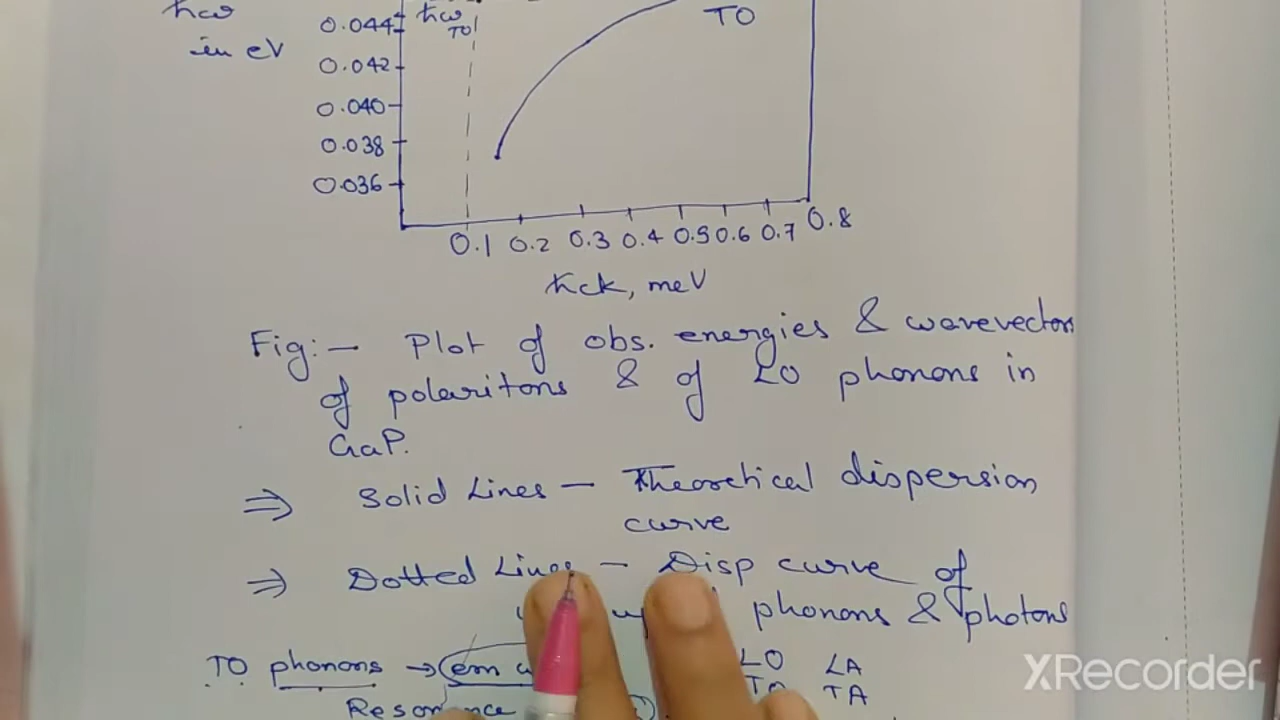 ħω
in eV
0.044
ħω TO
TO
0.042
0.040
0.038
0.036
0.1 0.2 0.3 0.4 0.5 0.6 0.7 0.8
ħck, meV
Fig:- Plot of obs. energies & wavevectors
of polaritons & of LO phonons in
GaP.
⇒ Solid Lines - Theoretical dispersion
curve
⇒ Dotted Lines - Disp curve of
phonons & photons
TO phonons → em LO LA
Resonance TO TA
XRecorder